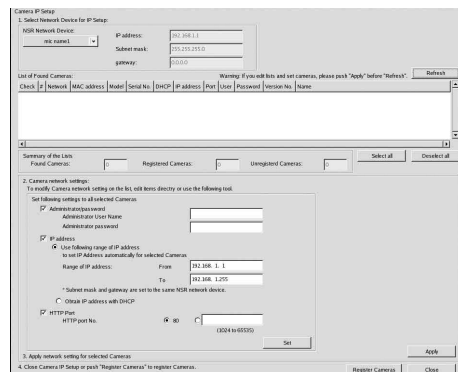 Camera IP Setup
1. Select Network Device for IP Setup:
NSR Network Device:
mic name1
IP address: 192.168.1.1
Subnet mask: 255.255.255.0
gateway: 0.0.0.0
List of Found Cameras: Warning: If you edit lists and set cameras, please push "Apply" before "Refresh". Refresh
Check # Network MAC address Model Serial No. DHCP IP address Port User Password Version No. Name
Summary of the Lists
Found Cameras: 0 Registered Cameras: 0 Unregisterd Cameras: 0 Select all Deselect all
2. Camera network settings:
To modify Camera network setting on the list, edit items directry or use the following tool.
Set following settings to all selected Cameras
Administrator/password
Administrator User Name
Administrator password
IP address
Use following range of IP address
to set IP Address automatically for selected Cameras
Range of IP address: From 192.168. 1. 1
To 192.168. 1.255
* Subnet mask and gateway are set to the same NSR network device.
Obtain IP address with DHCP
HTTP Port
HTTP port No. 80
(1024 to 65535)
Set
3. Apply network setting for selected Cameras Apply
4. Close Camera IP Setup or push "Register Cameras" to register Cameras. Register Cameras Close